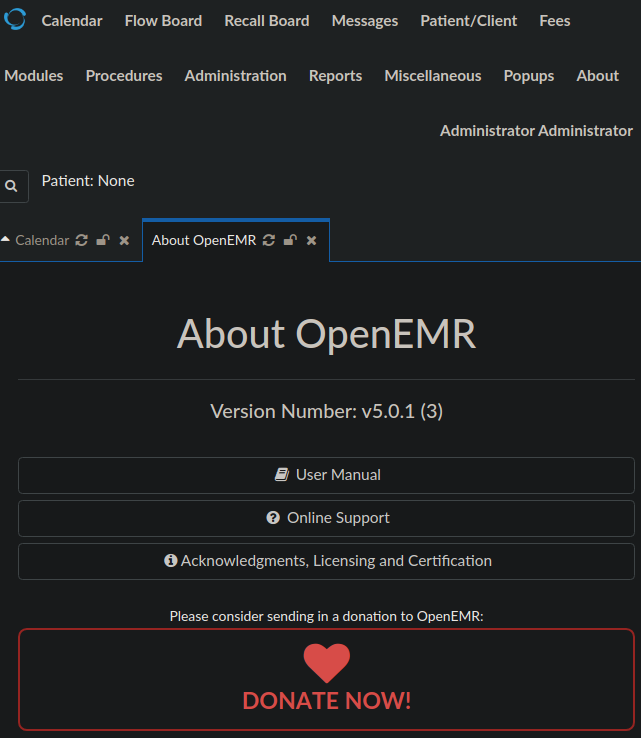 Calendar Flow Board Recall Board Messages Patient/Client Fees
Modules Procedures Administration Reports Miscellaneous Popups About
Administrator Administrator
Patient: None
Calendar About OpenEMR
About OpenEMR
Version Number: v5.0.1 (3)
User Manual
Online Support
Acknowledgments, Licensing and Certification
Please consider sending in a donation to OpenEMR:
DONATE NOW!